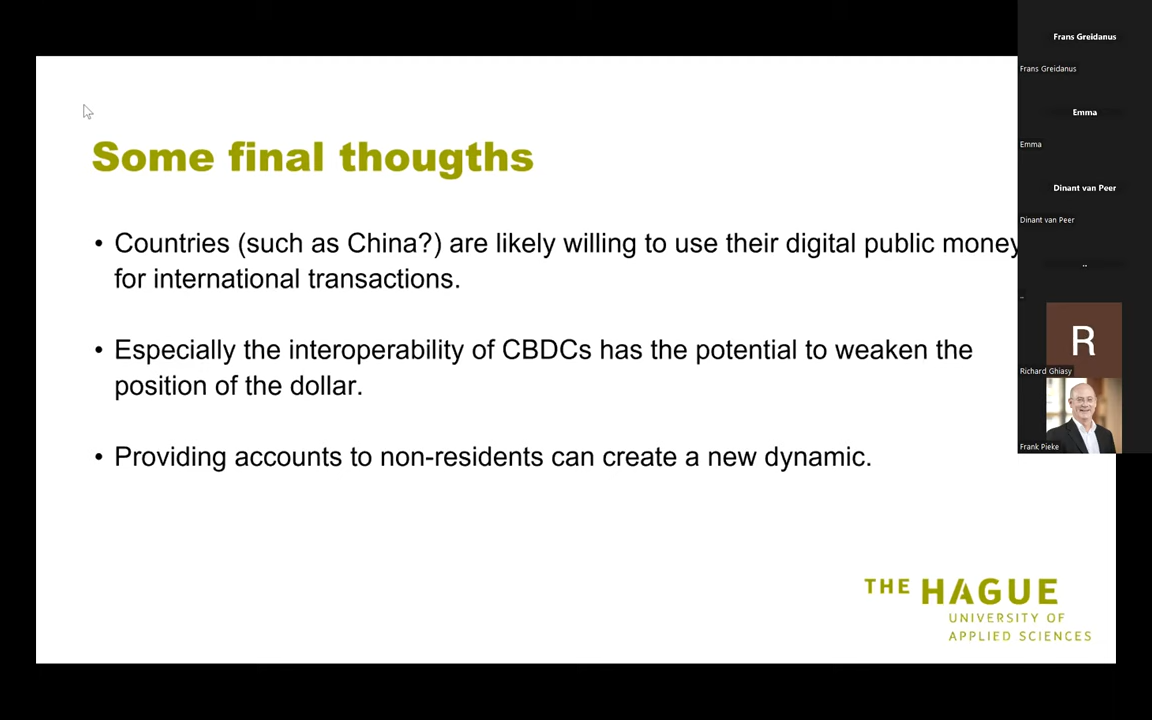 Some final thougths
• Countries (such as China?) are likely willing to use their digital public money
for international transactions.
• Especially the interoperability of CBDCs has the potential to weaken the
position of the dollar.
• Providing accounts to non-residents can create a new dynamic.
THE HAGUE
UNIVERSITY OF
APPLIED SCIENCES
Frans Greidanus
Frans Greidanus
Emma
Emma
Dinant van Peer
Dinant van Peer
..
..
R
Richard Ghiasy
Frank Pieke